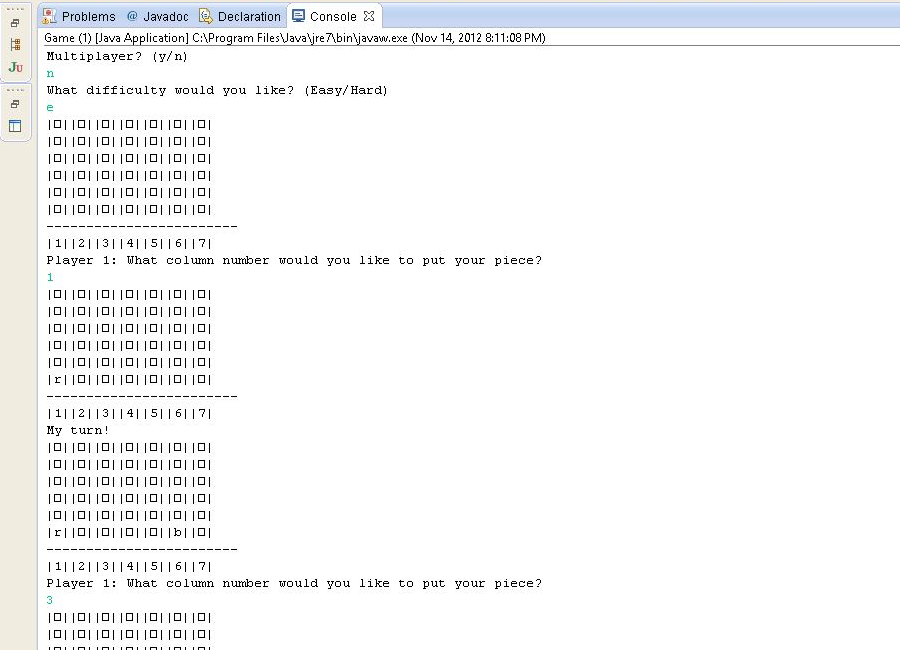 Problems @ Javadoc Declaration Console
Game (1) [Java Application] C:\Program Files\Java\jre7\bin\javaw.exe (Nov 14, 2012 8:11:08 PM)
Ju
Multiplayer? (y/n)
n
What difficulty would you like? (Easy/Hard)
e
|□||□||□||□||□||□||□|
|□||□||□||□||□||□||□|
|□||□||□||□||□||□||□|
|□||□||□||□||□||□||□|
|□||□||□||□||□||□||□|
|□||□||□||□||□||□||□|
------------------------
|1||2||3||4||5||6||7|
Player 1: What column number would you like to put your piece?
1
|□||□||□||□||□||□||□|
|□||□||□||□||□||□||□|
|□||□||□||□||□||□||□|
|□||□||□||□||□||□||□|
|□||□||□||□||□||□||□|
|r||□||□||□||□||□||□|
------------------------
|1||2||3||4||5||6||7|
My turn!
|□||□||□||□||□||□||□|
|□||□||□||□||□||□||□|
|□||□||□||□||□||□||□|
|□||□||□||□||□||□||□|
|□||□||□||□||□||□||□|
|r||□||□||□||□||b||□|
------------------------
|1||2||3||4||5||6||7|
Player 1: What column number would you like to put your piece?
3
|□||□||□||□||□||□||□|
|□||□||□||□||□||□||□|
|□||□||□||□||□||□||□|